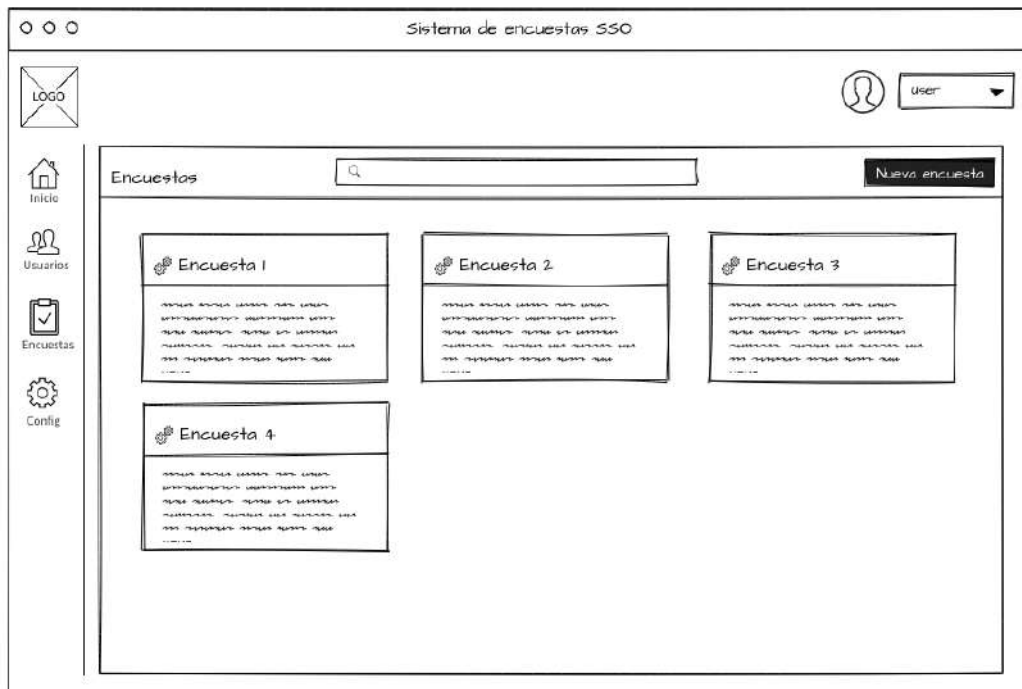 Sistema de encuestas SSO
LOGO
user
Inicio
Usuarios
Encuestas
Config
Encuestas
Nueva encuesta
Encuesta 1
Encuesta 2
Encuesta 3
Encuesta 4